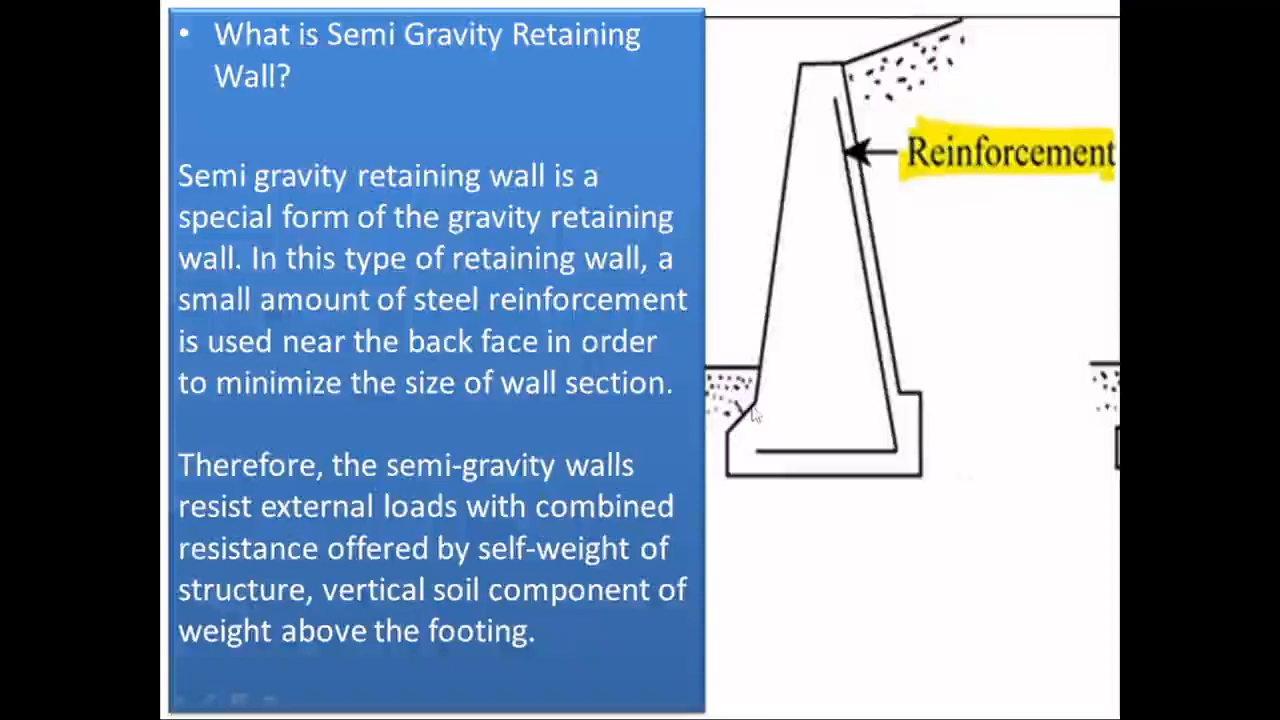 • What is Semi Gravity Retaining
Wall?
Semi gravity retaining wall is a
special form of the gravity retaining
wall. In this type of retaining wall, a
small amount of steel reinforcement
is used near the back face in order
to minimize the size of wall section.
Therefore, the semi-gravity walls
resist external loads with combined
resistance offered by self-weight of
structure, vertical soil component of
weight above the footing.
Reinforcement